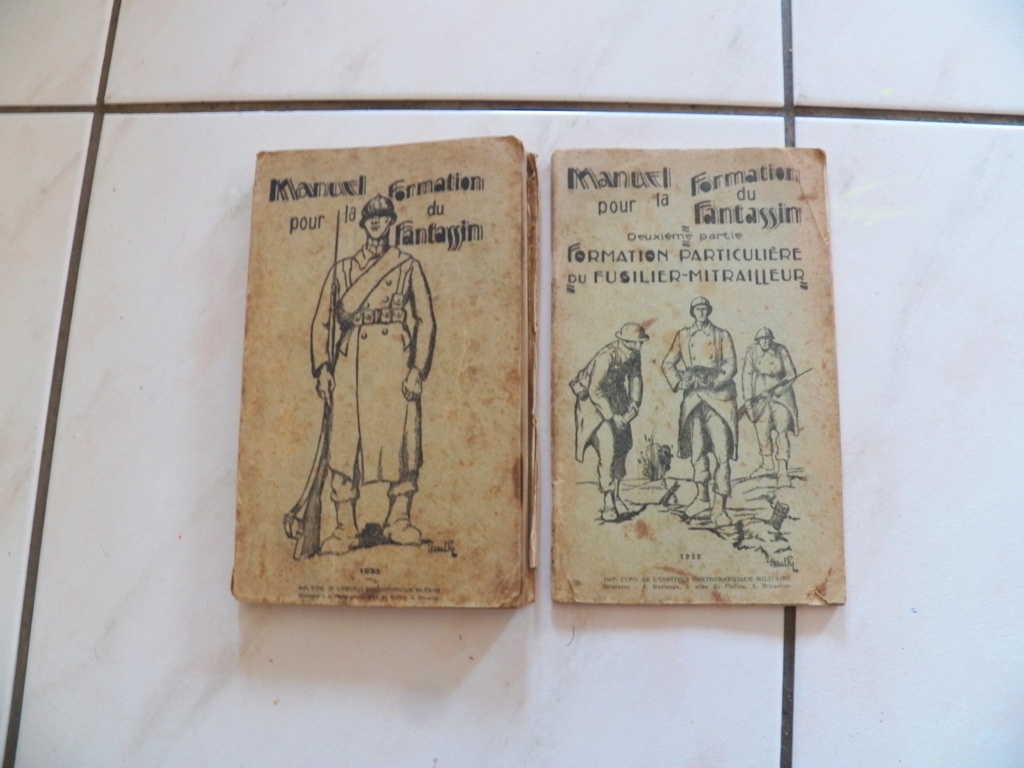 Manuel
pour la
Formation
du
Fantassin
1933
Manuel
pour la
Formation
du
Fantassin
Deuxième partie
FORMATION PARTICULIÈRE
DU FUSILIER-MITRAILLEUR
1932
IMP. TYPO. DE L'INSTITUT CARTOGRAPHIQUE MILITAIRE